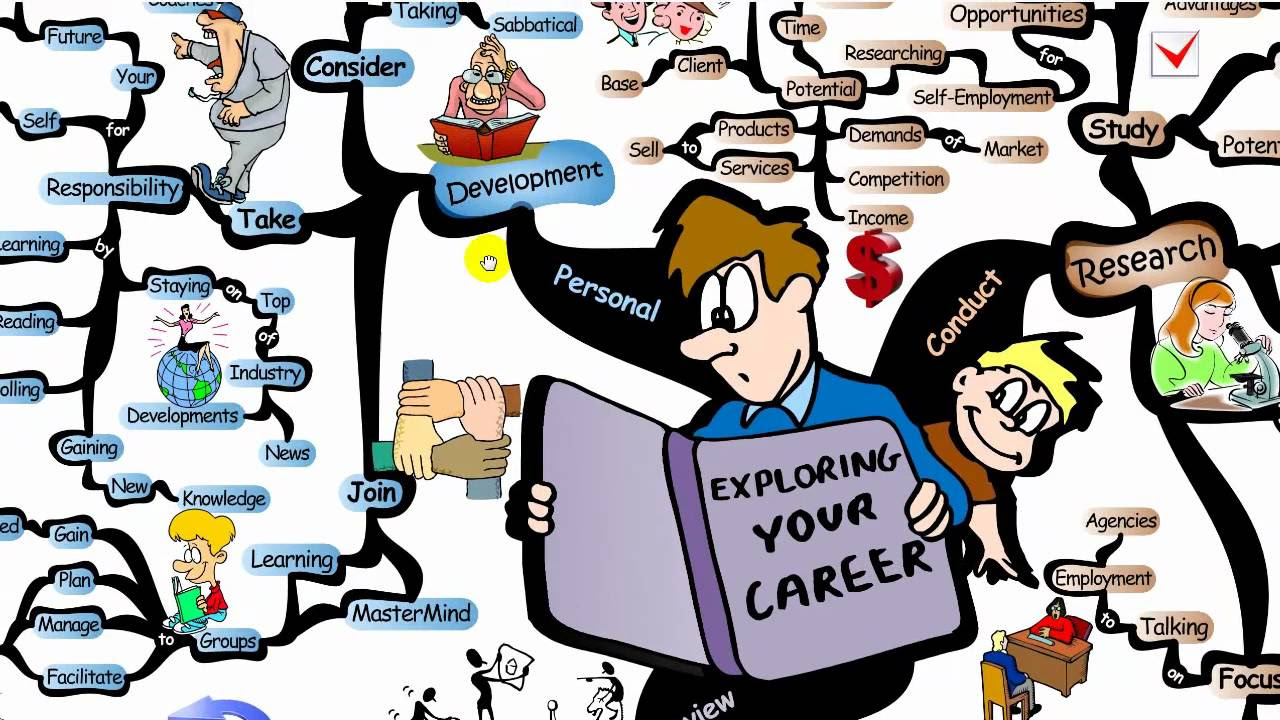 Coaches
Future
Your
Self
for
Responsibility
Take
by
Staying
on
Top
of
Industry
Developments
News
Gaining
New
Knowledge
Gain
Plan
Manage
Facilitate
to
Groups
Learning
MasterMind
Join
Consider
Taking
Sabbatical
Development
Personal
Client
Base
Time
Potential
Researching
Opportunities
for
Self-Employment
Products
Services
to
Sell
Demands
of
Market
Competition
Income
$
Advantages
Study
Research
Conduct
EXPLORING
YOUR
CAREER
Agencies
Employment
to
Talking
on
Focus